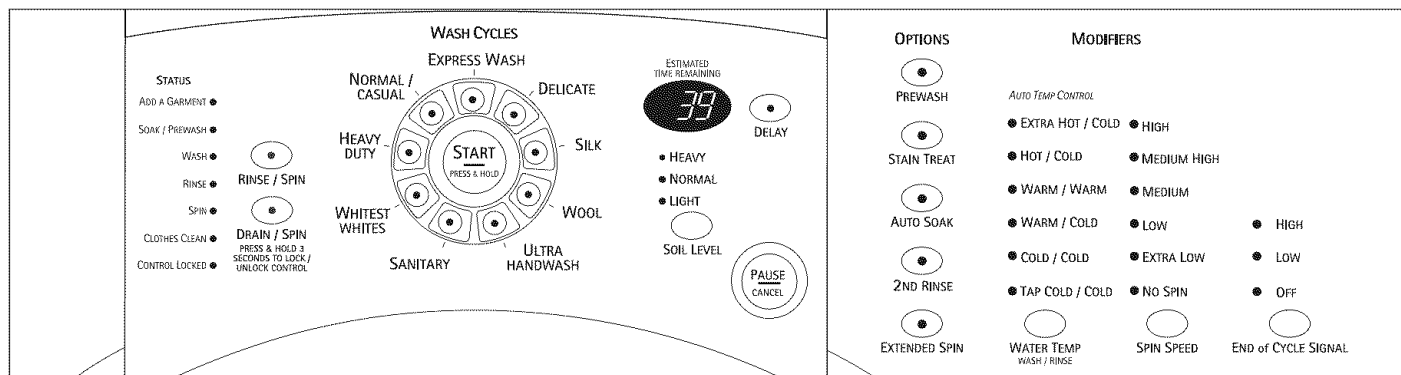 WASH CYCLES
EXPRESS WASH
NORMAL /
CASUAL
DELICATE
HEAVY
DUTY
SILK
WHITEST
WHITES
WOOL
SANITARY
ULTRA
HANDWASH
START
PRESS & HOLD
STATUS
ADD A GARMENT
SOAK / PREWASH
WASH
RINSE
SPIN
CLOTHES CLEAN
CONTROL LOCKED
RINSE / SPIN
DRAIN / SPIN
PRESS & HOLD 3
SECONDS TO LOCK /
UNLOCK CONTROL
ESTIMATED
TIME REMAINING
39
DELAY
HEAVY
NORMAL
LIGHT
SOIL LEVEL
PAUSE
CANCEL
OPTIONS
PREWASH
STAIN TREAT
AUTO SOAK
2ND RINSE
EXTENDED SPIN
MODIFIERS
AUTO TEMP CONTROL
EXTRA HOT / COLD
HOT / COLD
WARM / WARM
WARM / COLD
COLD / COLD
TAP COLD / COLD
WATER TEMP
WASH / RINSE
HIGH
MEDIUM HIGH
MEDIUM
LOW
EXTRA LOW
NO SPIN
SPIN SPEED
HIGH
LOW
OFF
END of CYCLE SIGNAL